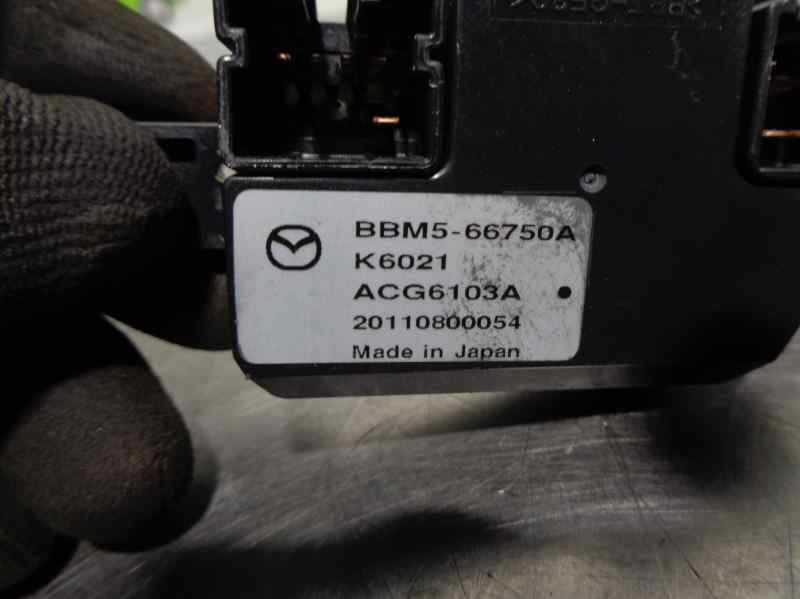 BBM5-66750A
K6021
ACG6103A
20110800054
Made in Japan